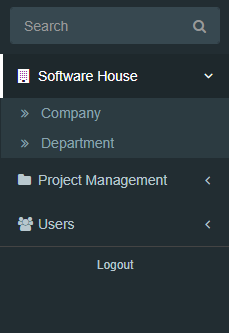 Search
Software House
Company
Department
Project Management
Users
Logout